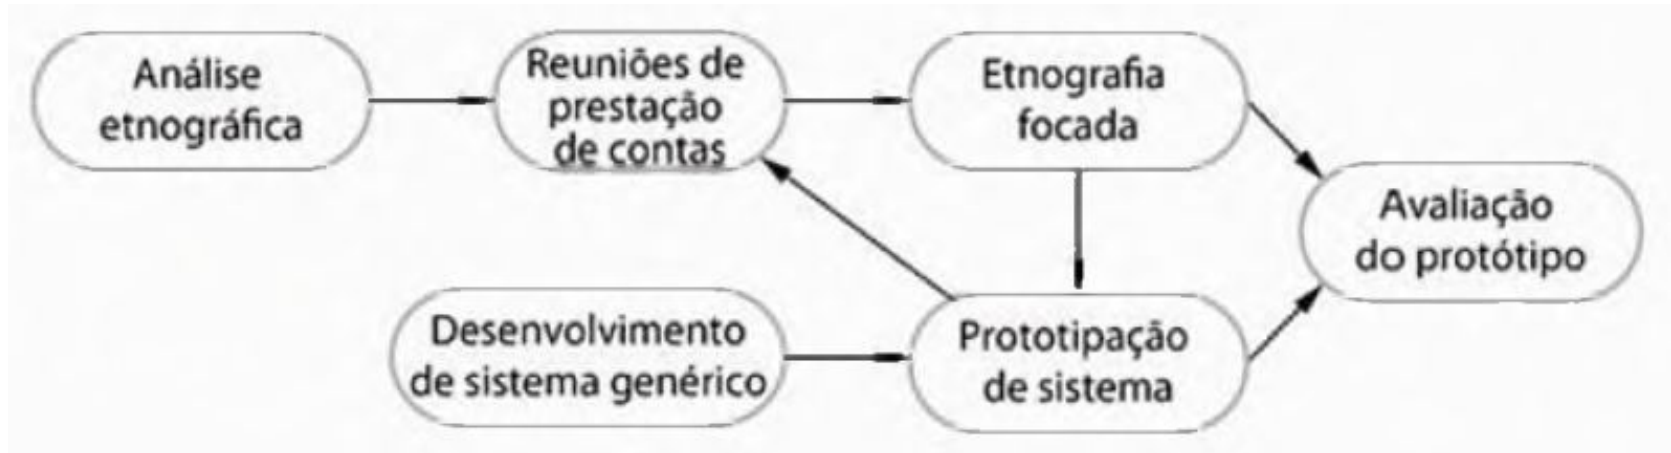 Análise
etnográfica
Reuniões de
prestação
de contas
Etnografia
focada
Avaliação
do protótipo
Desenvolvimento
de sistema genérico
Prototipação
de sistema